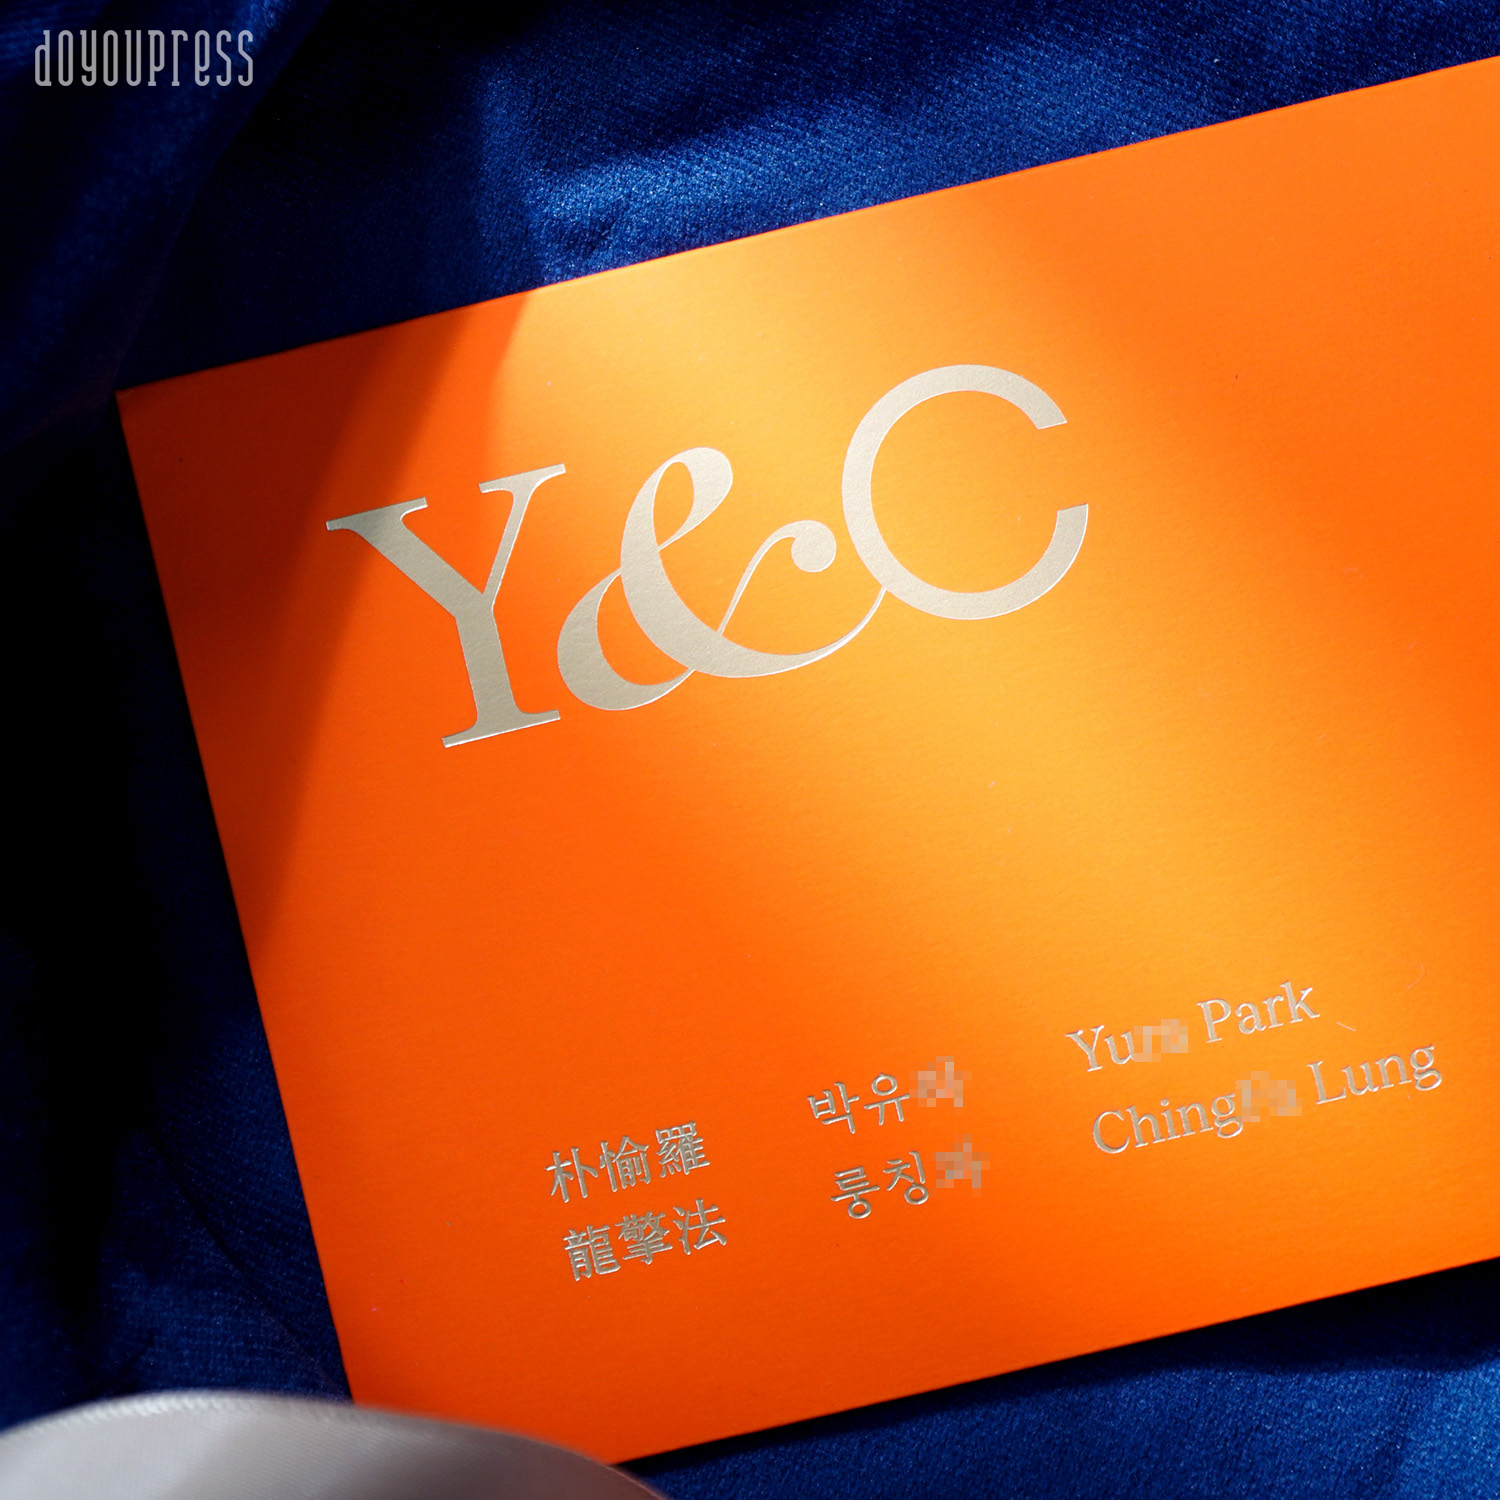 doyoupress
Y&C
朴愉羅
龍擎法
박유
룽칭
Park
Lung